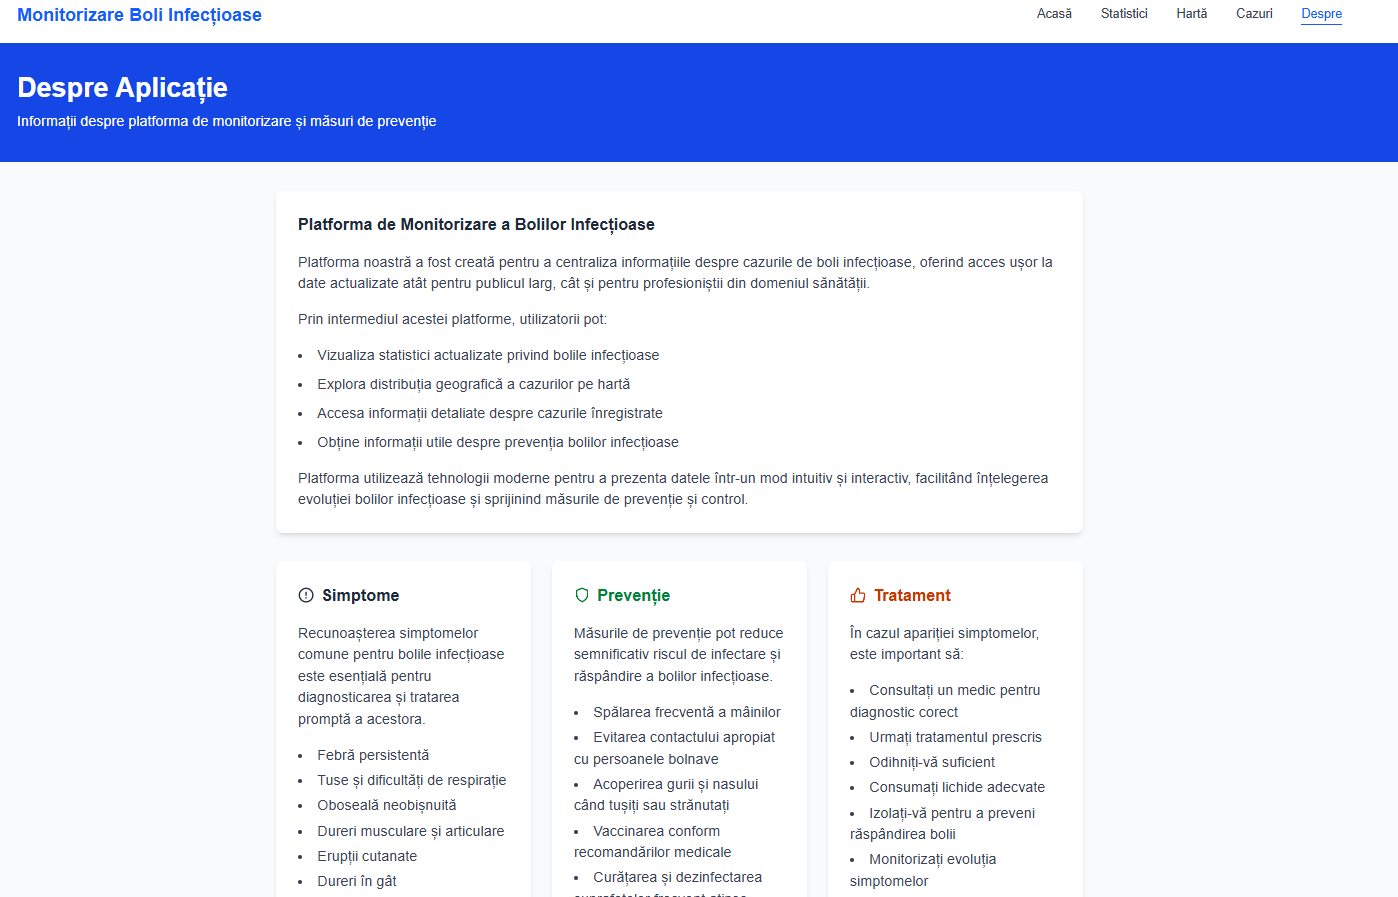 Monitorizare Boli Infecțioase
Acasă
Statistici
Hartă
Cazuri
Despre
Despre Aplicație
Informații despre platforma de monitorizare și măsuri de prevenție
Platforma de Monitorizare a Bolilor Infecțioase
Platforma noastră a fost creată pentru a centraliza informațiile despre cazurile de boli infecțioase, oferind acces ușor la
date actualizate atât pentru publicul larg, cât și pentru profesioniștii din domeniul sănătății.
Prin intermediul acestei platforme, utilizatorii pot:
• Vizualiza statistici actualizate privind bolile infecțioase
• Explora distribuția geografică a cazurilor pe hartă
• Accesa informații detaliate despre cazurile înregistrate
• Obține informații utile despre prevenția bolilor infecțioase
Platforma utilizează tehnologii moderne pentru a prezenta datele într-un mod intuitiv și interactiv, facilitând înțelegerea
evoluției bolilor infecțioase și sprijinind măsurile de prevenție și control.
Simptome
Recunoașterea simptomelor
comune pentru bolile infecțioase
este esențială pentru
diagnosticarea și tratarea
promptă a acestora.
• Febră persistentă
• Tuse și dificultăți de respirație
• Oboseală neobișnuită
• Dureri musculare și articulare
• Erupții cutanate
• Dureri în gât
Prevenție
Măsurile de prevenție pot reduce
semnificativ riscul de infectare și
răspândire a bolilor infecțioase.
• Spălarea frecventă a mâinilor
• Evitarea contactului apropiat
cu persoanele bolnave
• Acoperirea gurii și nasului
când tușiți sau strănutați
• Vaccinarea conform
recomandărilor medicale
• Curățarea și dezinfectarea
Tratament
În cazul apariției simptomelor,
este important să:
• Consultați un medic pentru
diagnostic corect
• Urmați tratamentul prescris
• Odihniți-vă suficient
• Consumați lichide adecvate
• Izolați-vă pentru a preveni
răspândirea bolii
• Monitorizați evoluția
simptomelor